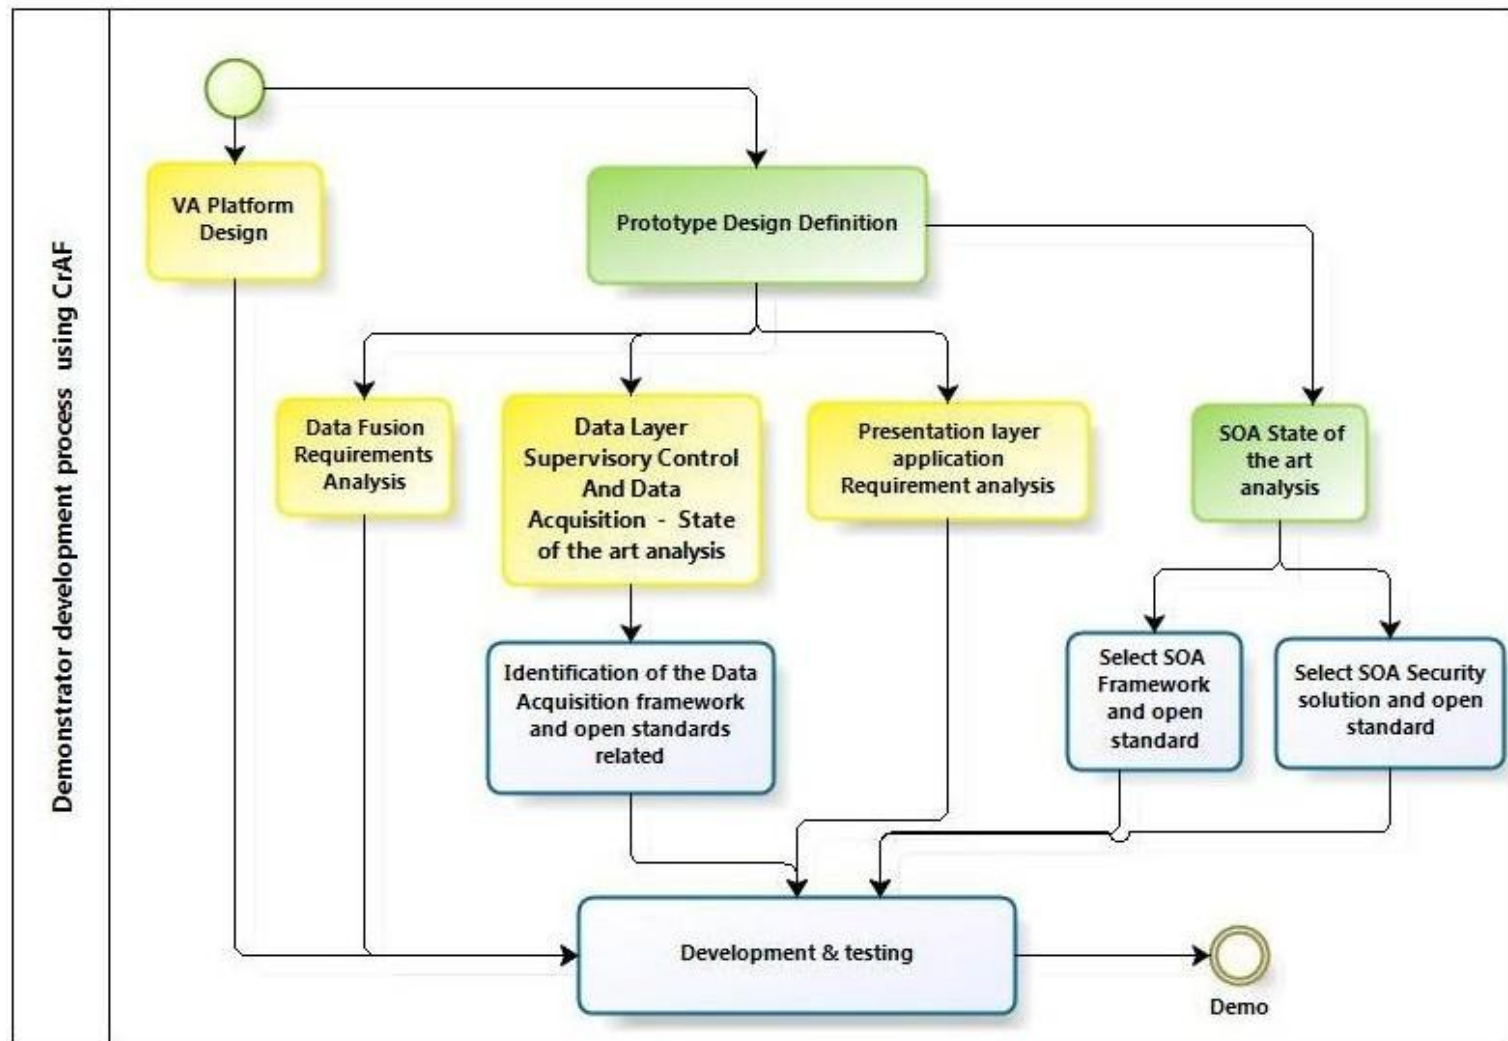 Demonstrator development process using CrAF
VA Platform
Design
Prototype Design Definition
Data Fusion
Requirements
Analysis
Data Layer
Supervisory Control
And Data
Acquisition - State
of the art analysis
Presentation layer
application
Requirement analysis
SOA State of
the art
analysis
Identification of the Data
Acquisition framework
and open standards
related
Select SOA
Framework
and open
standard
Select SOA Security
solution and open
standard
Development & testing
Demo